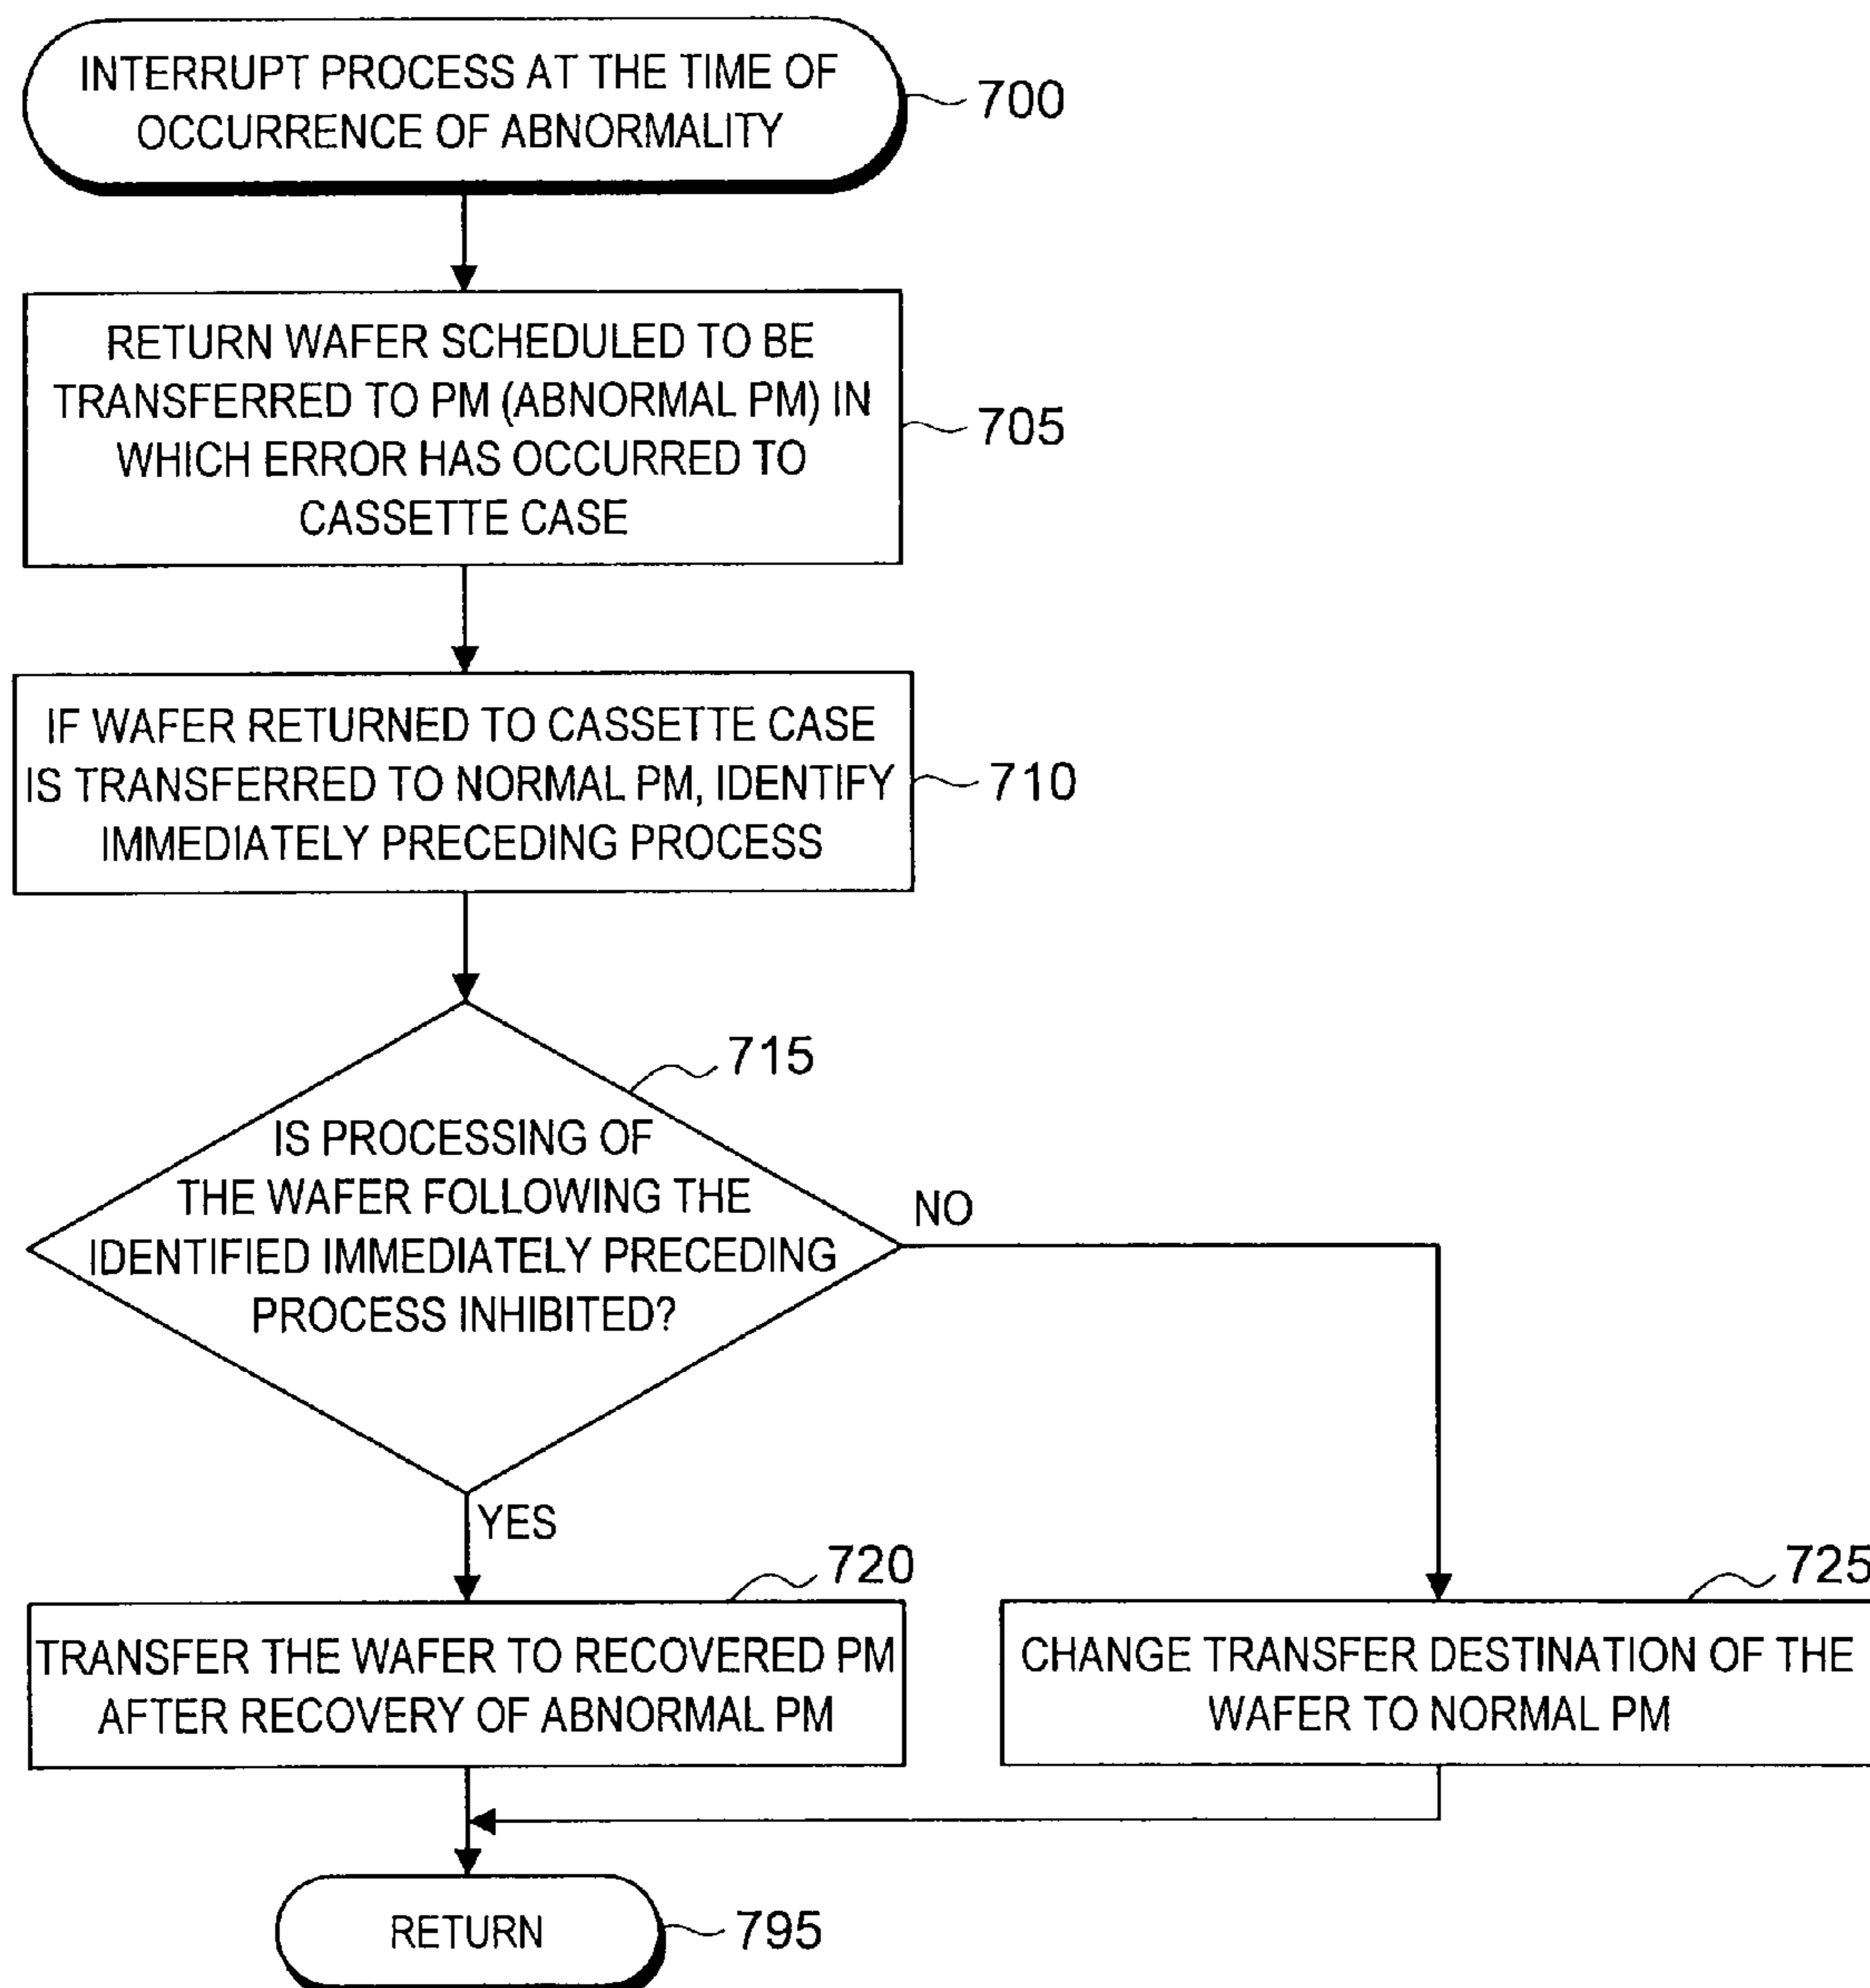 INTERRUPT PROCESS AT THE TIME OF
OCCURRENCE OF ABNORMALITY
700
RETURN WAFER SCHEDULED TO BE
TRANSFERRED TO PM (ABNORMAL PM) IN
WHICH ERROR HAS OCCURRED TO
CASSETTE CASE
705
IF WAFER RETURNED TO CASSETTE CASE
IS TRANSFERRED TO NORMAL PM, IDENTIFY
IMMEDIATELY PRECEDING PROCESS
710
715
IS PROCESSING OF
THE WAFER FOLLOWING THE
IDENTIFIED IMMEDIATELY PRECEDING
PROCESS INHIBITED?
NO
YES
720
TRANSFER THE WAFER TO RECOVERED PM
AFTER RECOVERY OF ABNORMAL PM
725
CHANGE TRANSFER DESTINATION OF THE
WAFER TO NORMAL PM
RETURN
795